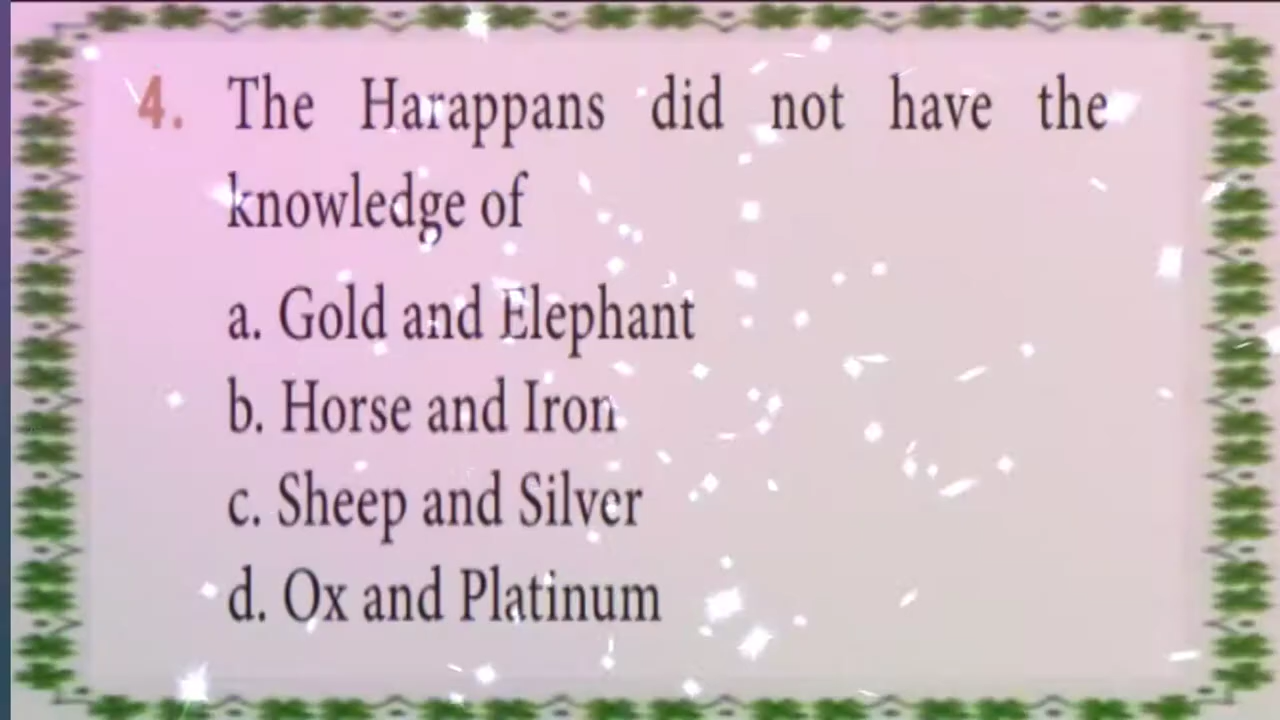 4. The Harappans did not have the
knowledge of
a. Gold and Elephant
b. Horse and Iron
c. Sheep and Silver
d. Ox and Platinum